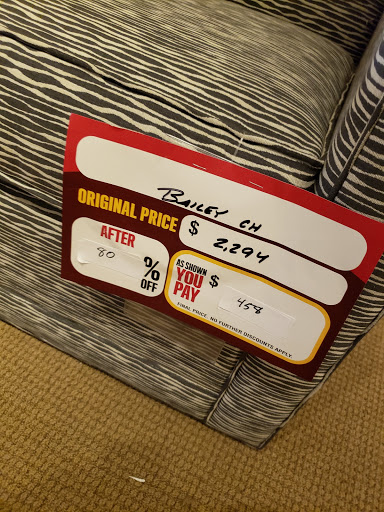 BAILEY CH
ORIGINAL PRICE $ 2,294
AFTER
80 % OFF
AS SHOWN
YOU PAY $ 458
FINAL PRICE NO FURTHER DISCOUNTS APPLY.